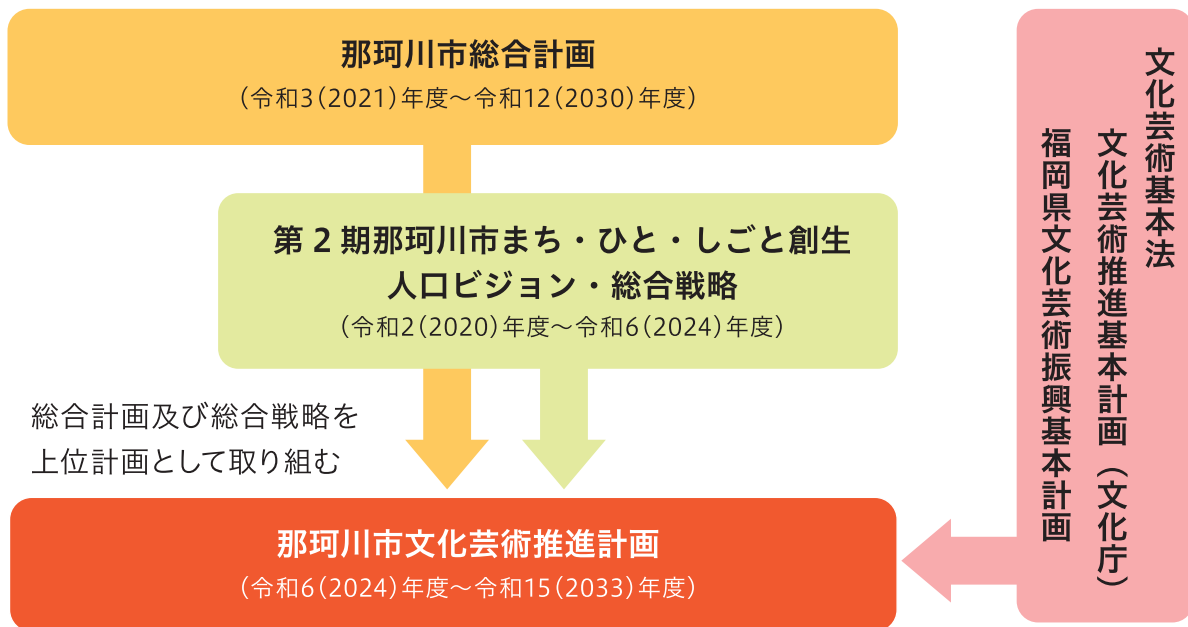 那珂川市総合計画
（令和3（2021）年度～令和12（2030）年度）
第２期那珂川市まち・ひと・しごと創生
人口ビジョン・総合戦略
（令和2（2020）年度～令和6（2024）年度）
総合計画及び総合戦略を
上位計画として取り組む
那珂川市文化芸術推進計画
（令和6（2024）年度～令和15（2033）年度）
文化芸術基本法
文化芸術推進基本計画（文化庁）
福岡県文化芸術振興基本計画